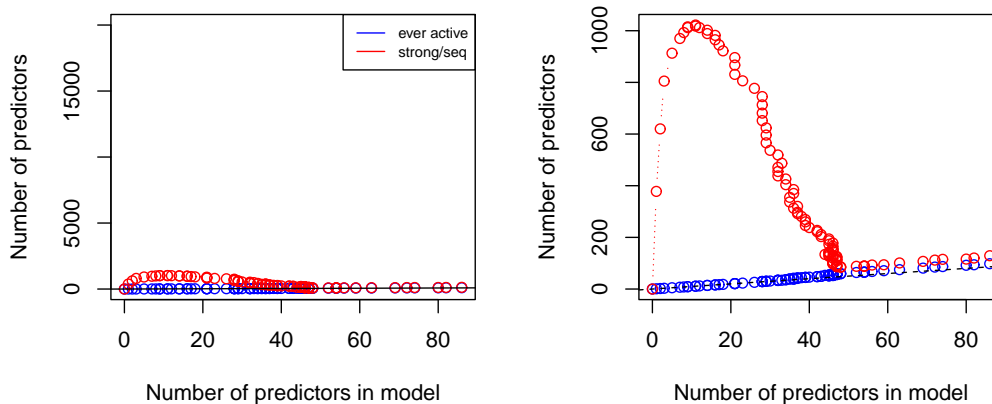 ever active
strong/seq
Number of predictors
0
5000
15000
0
20
40
60
80
Number of predictors in model
Number of predictors
0
200
600
1000
0
20
40
60
80
Number of predictors in model